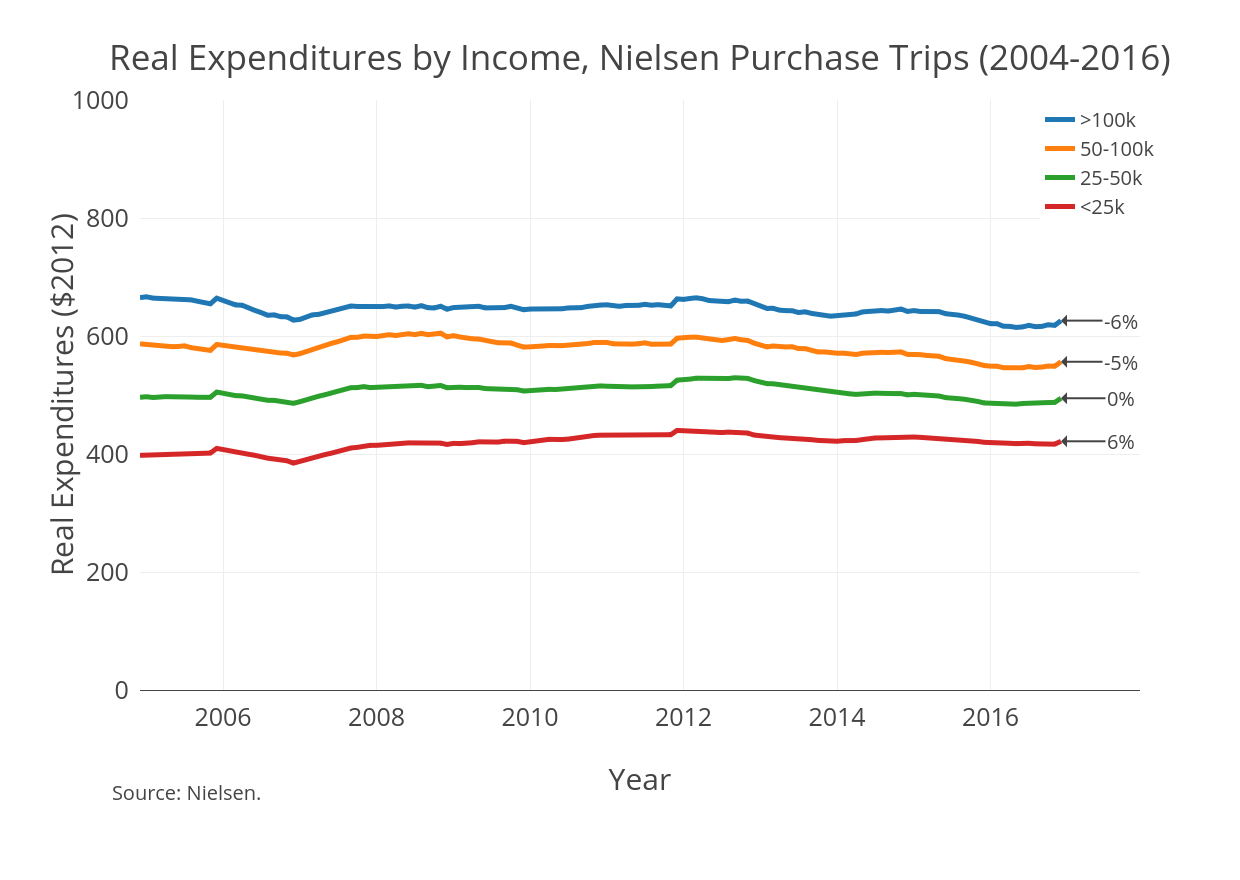 Real Expenditures by Income, Nielsen Purchase Trips (2004-2016)
1000
800
600
400
200
0
Real Expenditures ($2012)
>100k
50-100k
25-50k
<25k
-6%
-5%
0%
6%
2006 2008 2010 2012 2014 2016
Year
Source: Nielsen.